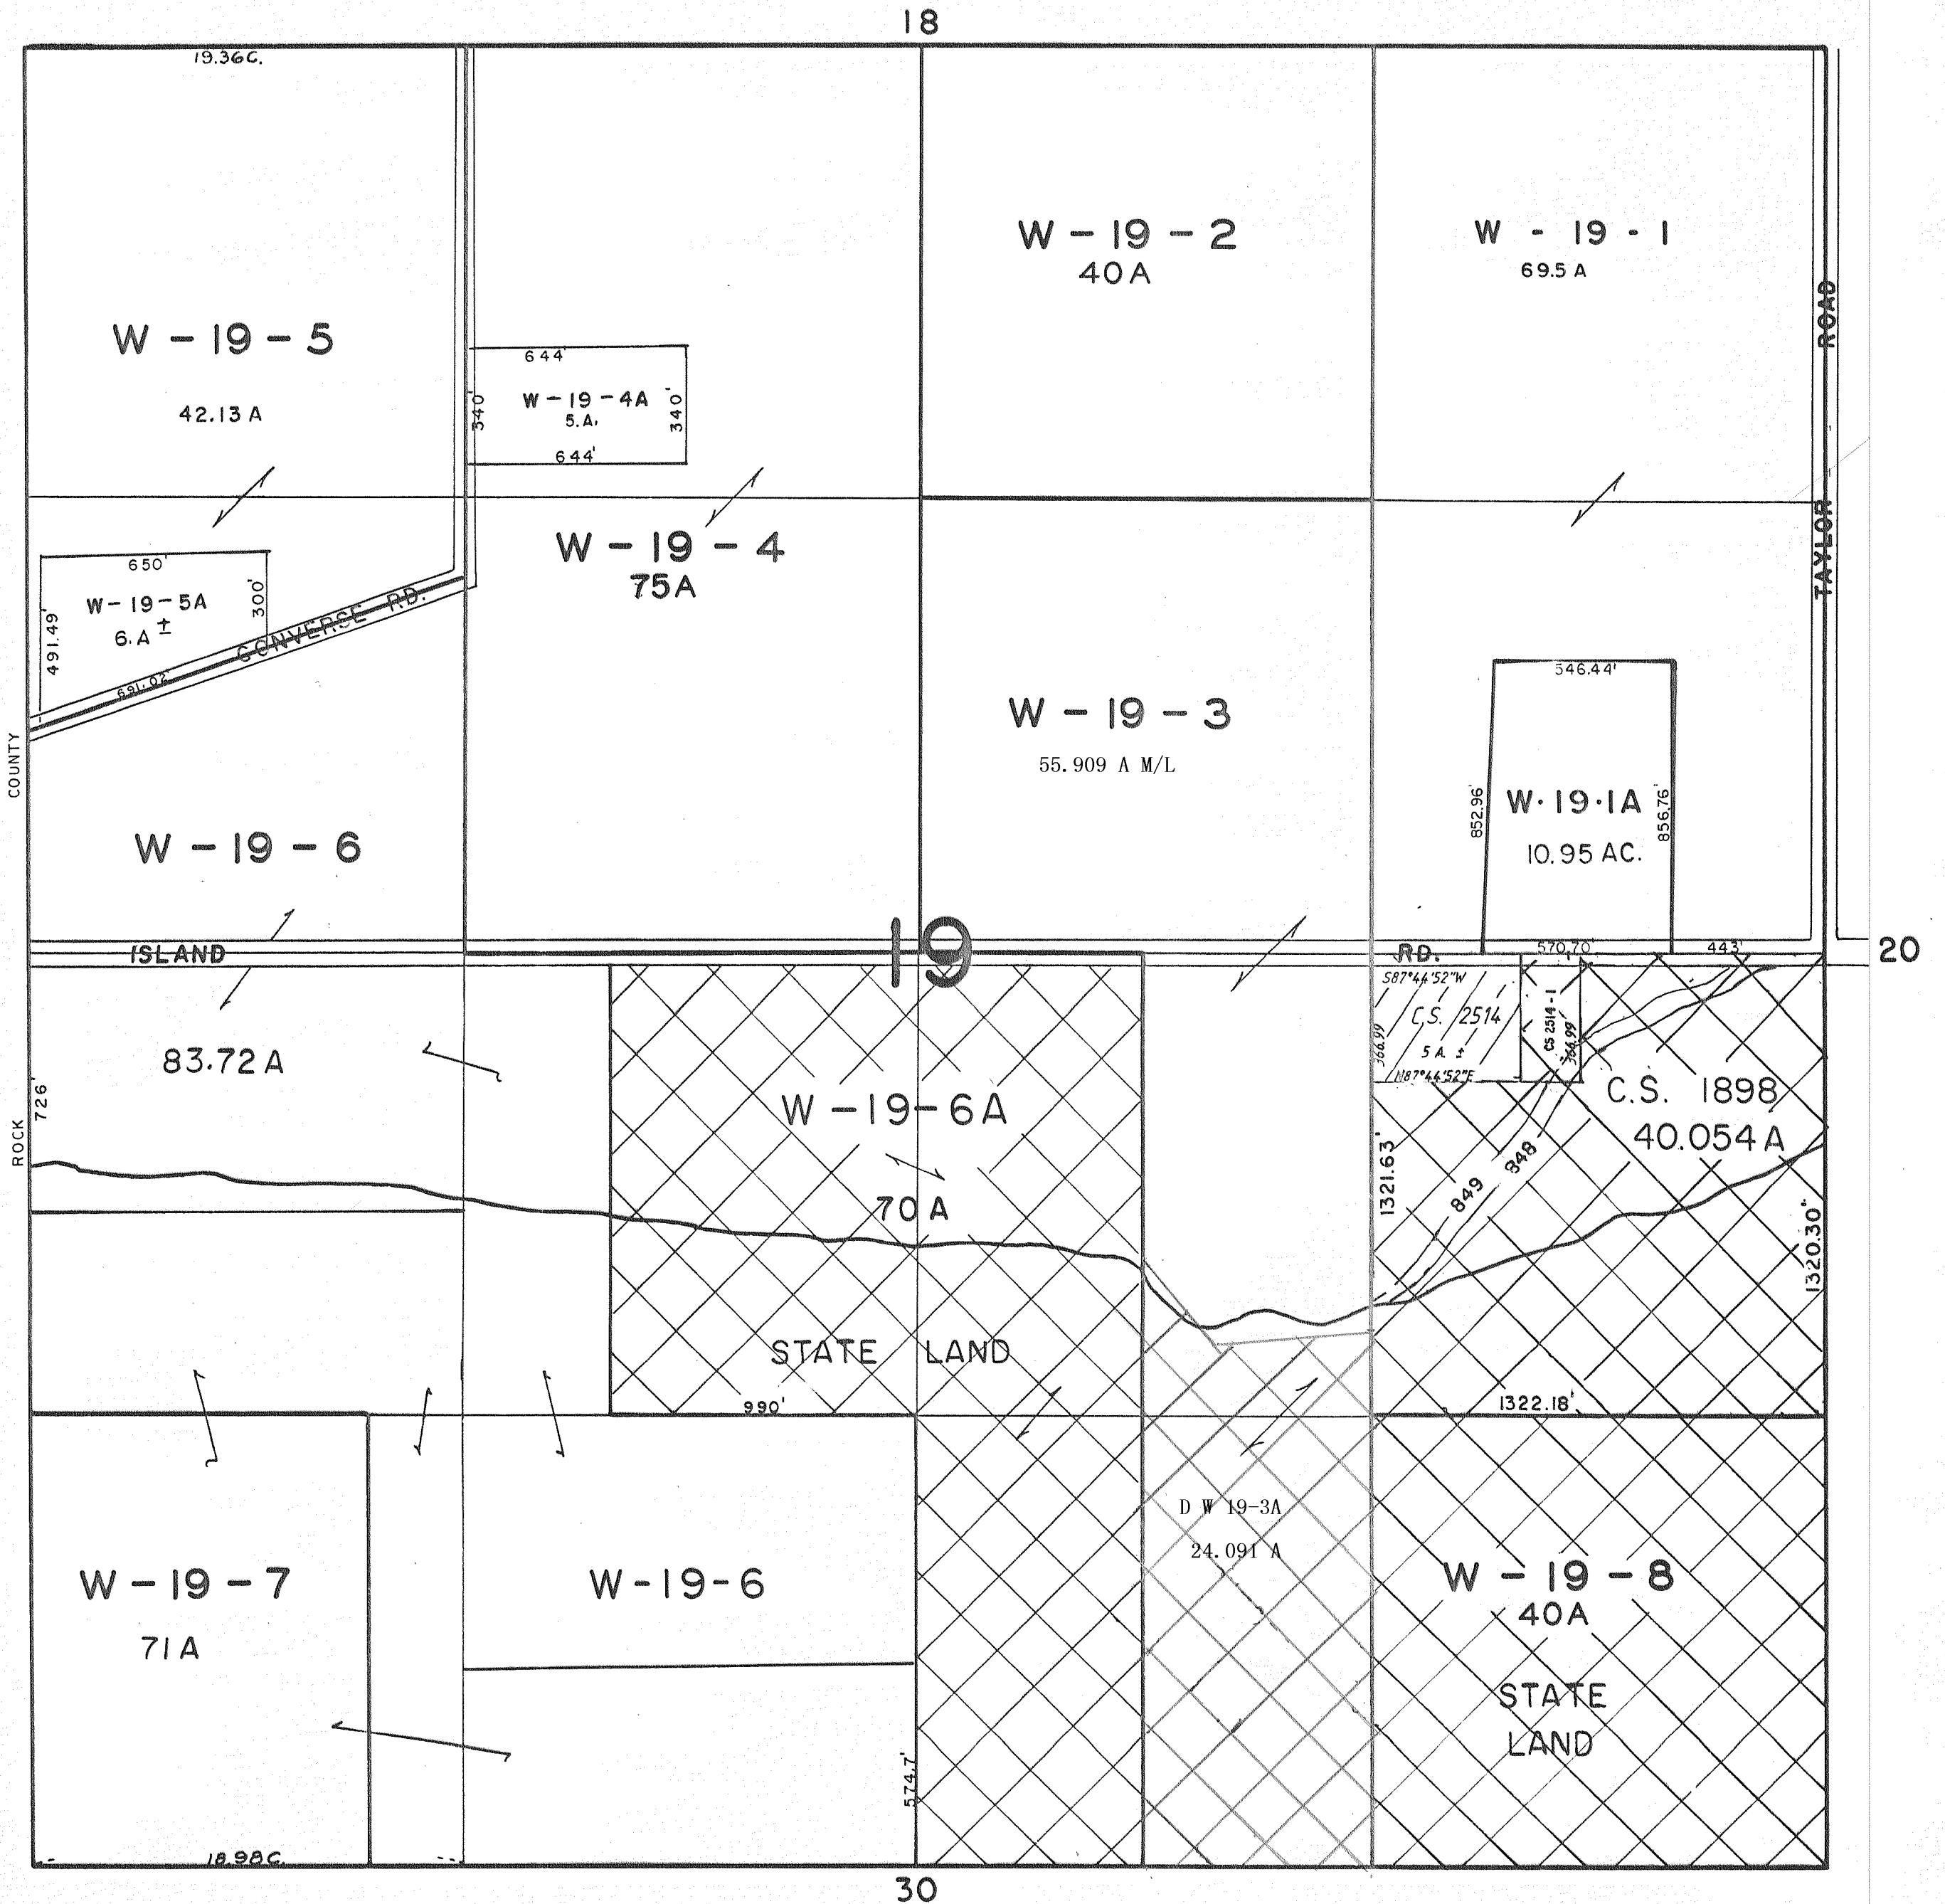 18
19.36C.
W - 19 - 2
40 A
W - 19 - 1
69.5 A
ROAD
TAYLOR
W - 19 - 5
42.13 A
644'
340'
W - 19 - 4A
5.A.
340'
644'
W - 19 - 4
75A
650'
300'
W - 19 - 5A
6. A ±
491.49'
CONVERSE RD.
691.02'
W - 19 - 3
55.909 A M/L
546.44'
852.96'
856.76'
W·19·1A
10.95 AC.
COUNTY
W - 19 - 6
19
ISLAND
RD.
570.70'
443'
20
S87°44'52"W
C.S. 2514
5 A. ±
N87°44'52"E
366.99
CS 2514-1
366.99
C.S. 1898
40.054 A
83.72 A
726'
ROCK
W - 19 - 6A
70 A
848
849
1321.63'
1320.30'
STATE LAND
990'
1322.18'
D W 19-3A
24.091 A
W - 19 - 7
71 A
W - 19 - 6
W - 19 - 8
40A
STATE
LAND
574.7'
18.98C.
30